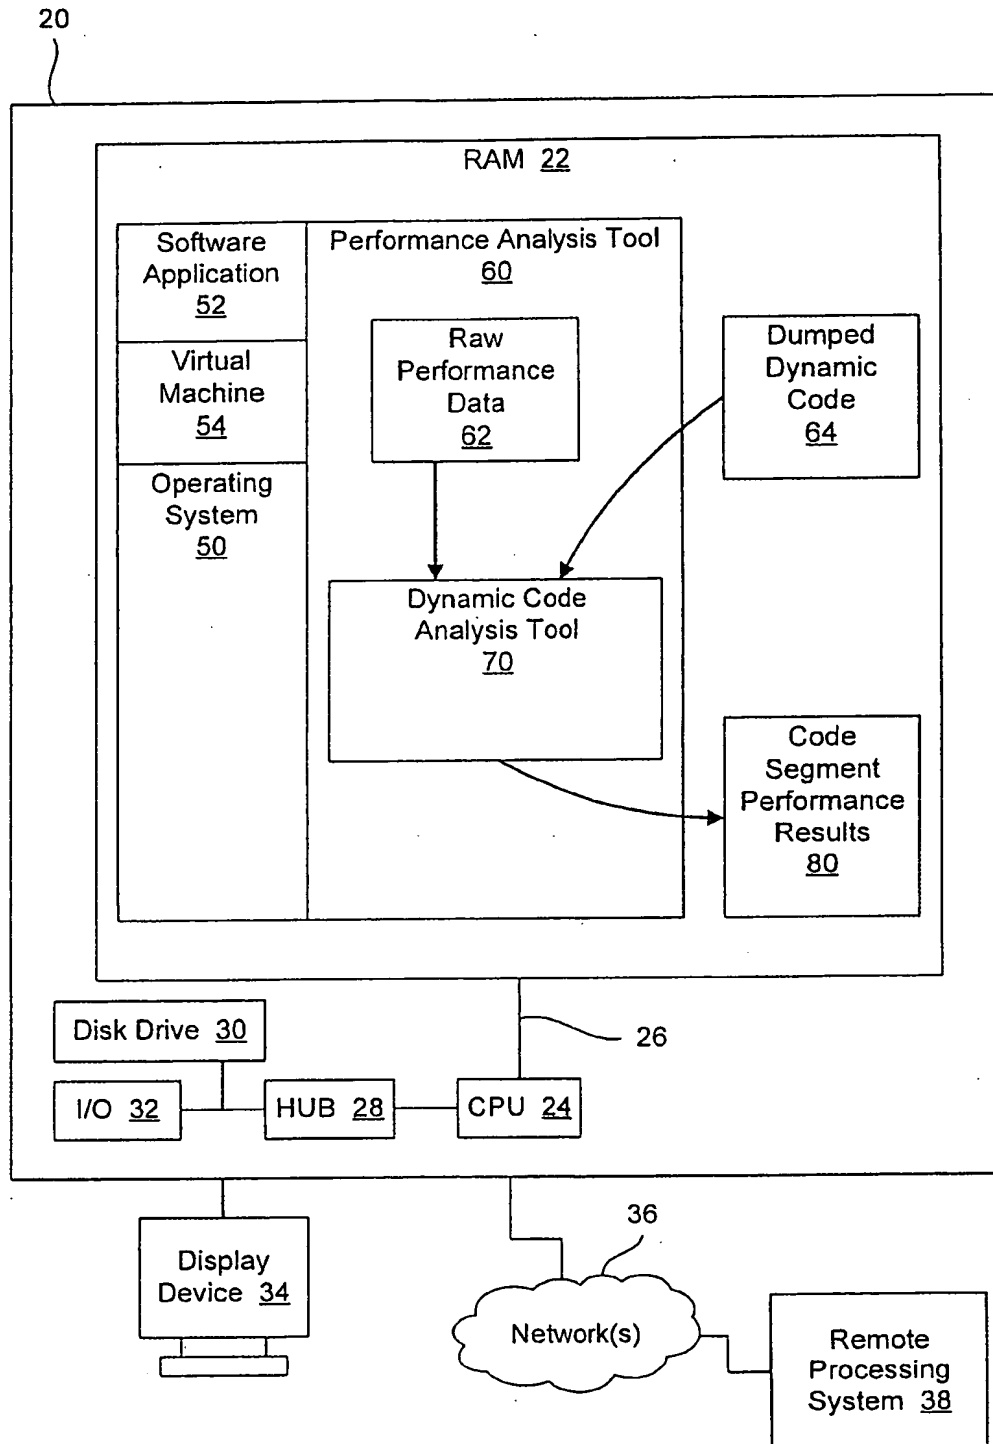 20
RAM 22
Software
Application
52
Virtual
Machine
54
Operating
System
50
Performance Analysis Tool
60
Raw
Performance
Data
62
Dumped
Dynamic
Code
64
Dynamic Code
Analysis Tool
70
Code
Segment
Performance
Results
80
Disk Drive 30
26
I/O 32
HUB 28
CPU 24
36
Display
Device 34
Network(s)
Remote
Processing
System 38